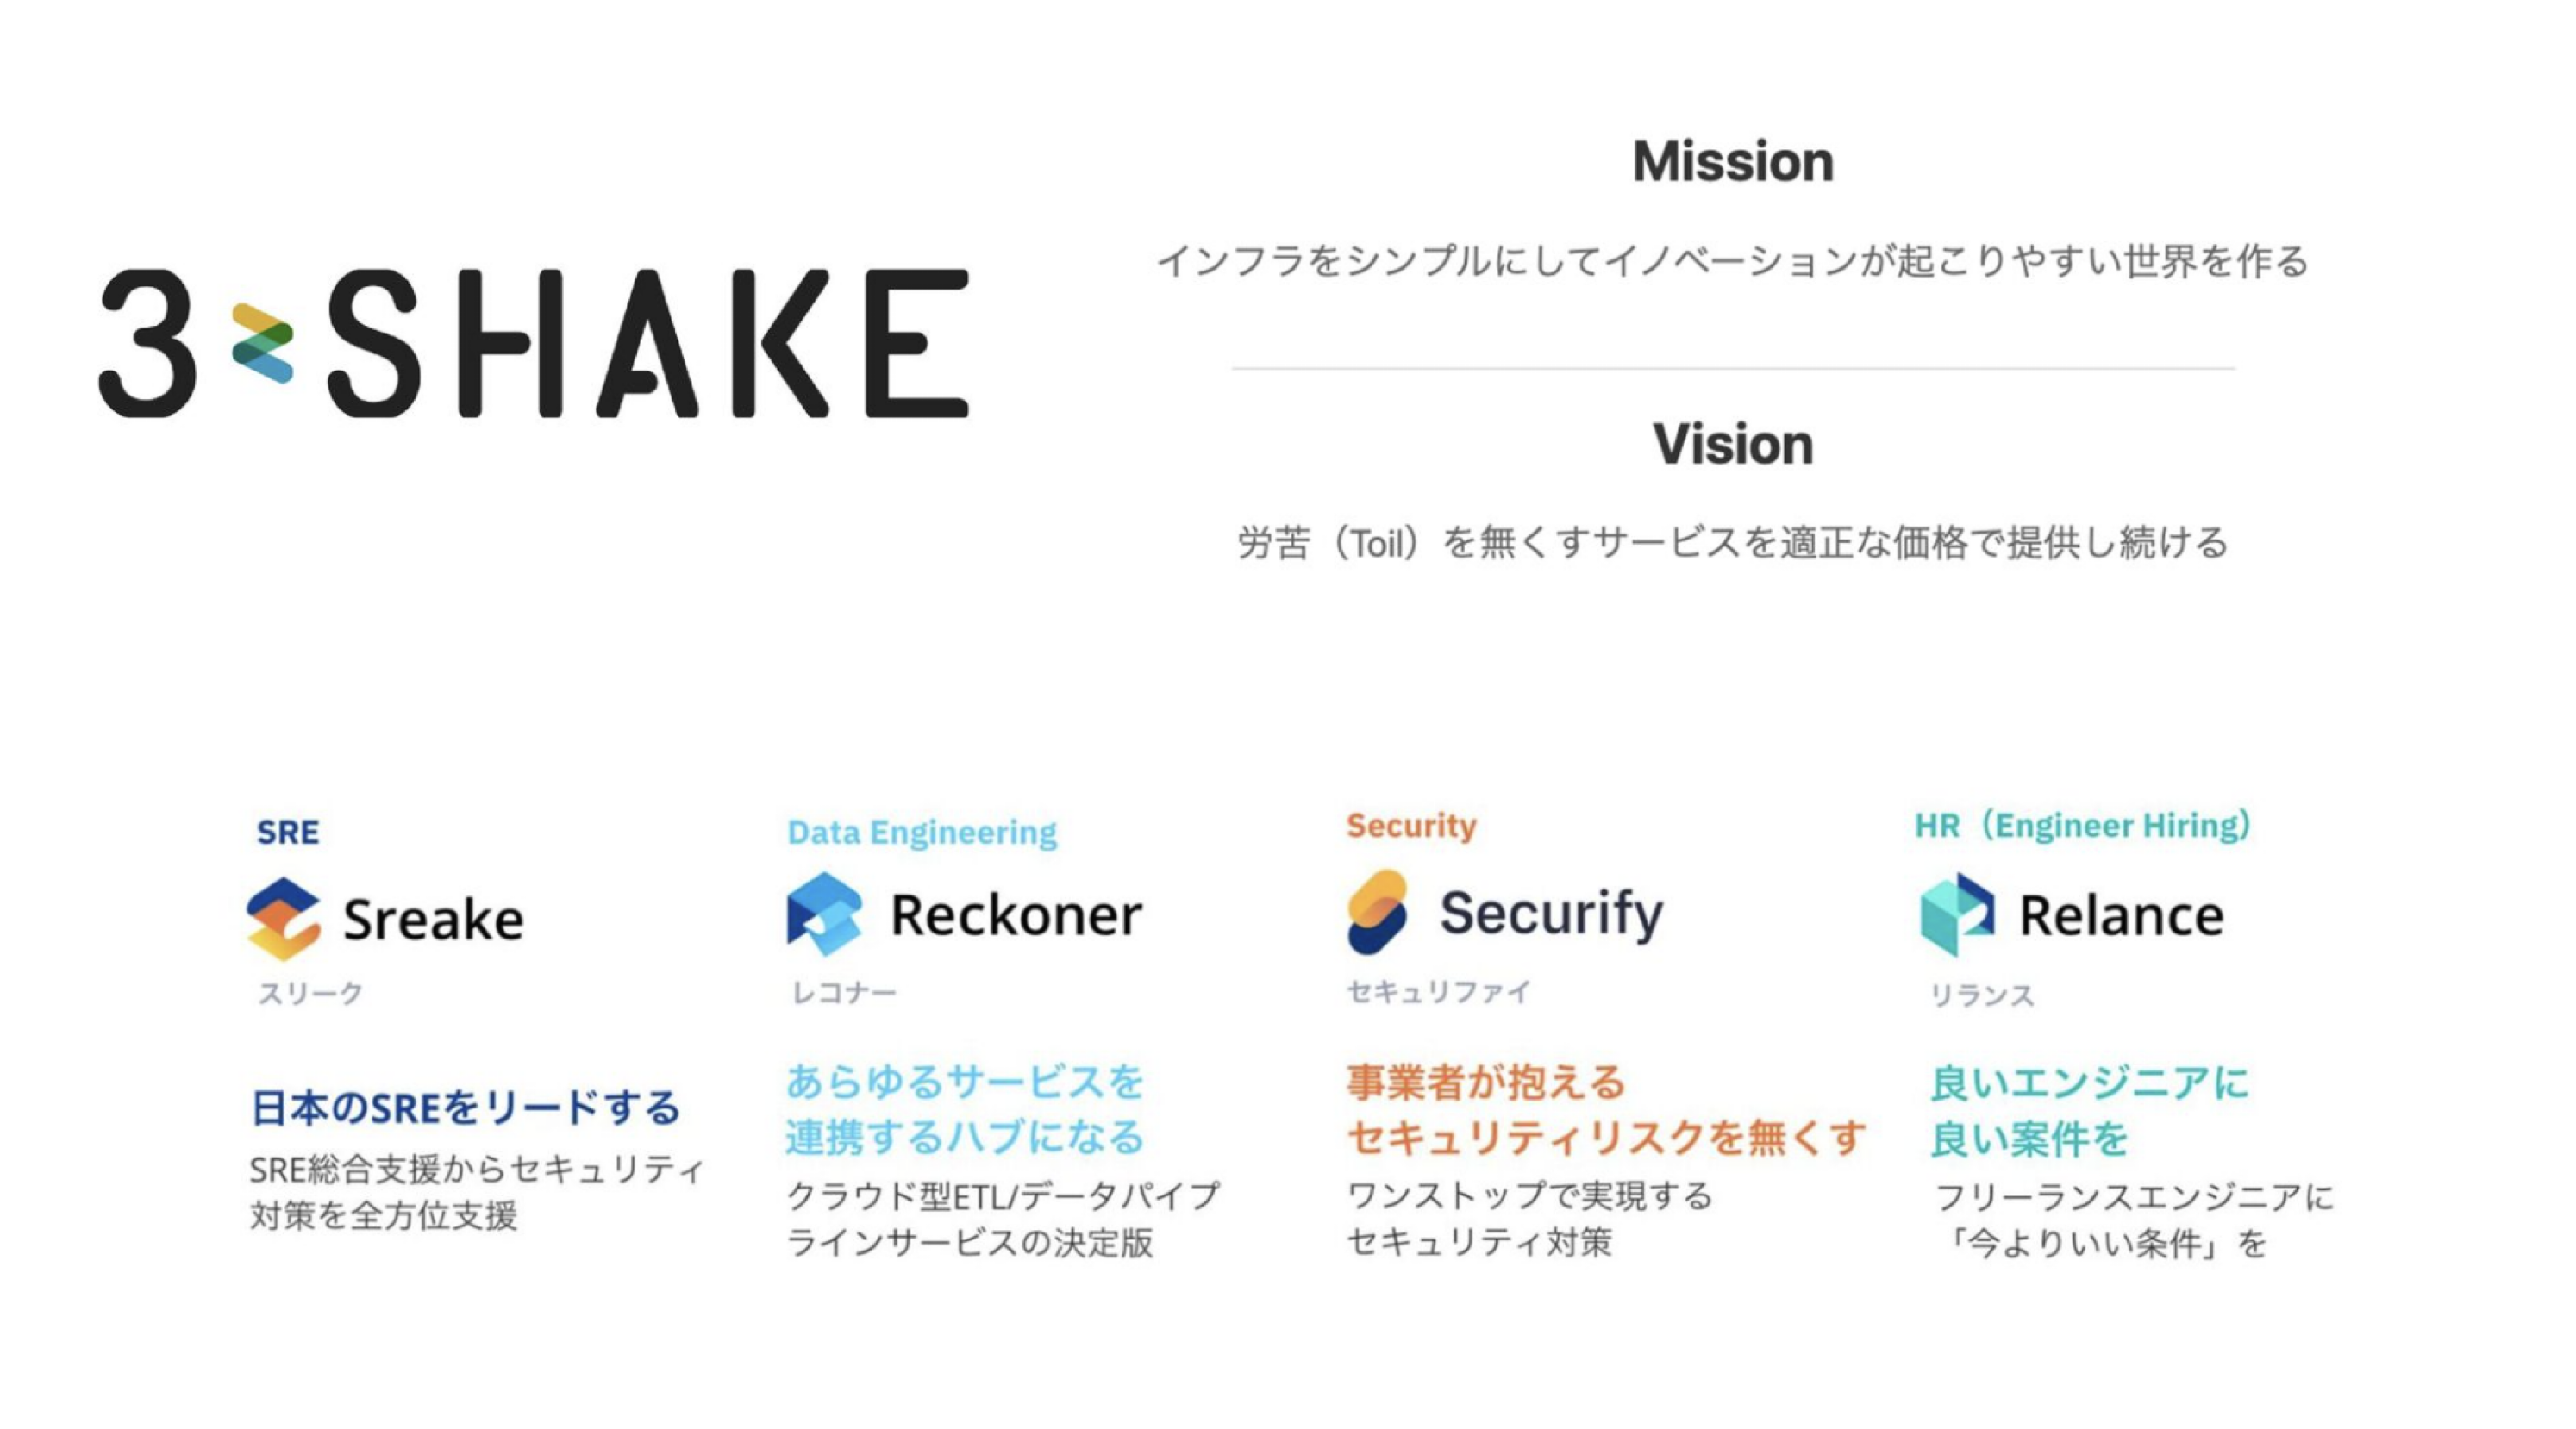 3-SHAKE
Mission
インフラをシンプルにしてイノベーションが起こりやすい世界を作る
Vision
労苦（Toil）を無くすサービスを適正な価格で提供し続ける
SRE
Sreake
スリーク
日本のSREをリードする
SRE総合支援からセキュリティ
対策を全方位支援
Data Engineering
Reckoner
レコナー
あらゆるサービスを
連携するハブになる
クラウド型ETL/データパイプ
ラインサービスの決定版
Security
Securify
セキュリファイ
事業者が抱える
セキュリティリスクを無くす
ワンストップで実現する
セキュリティ対策
HR（Engineer Hiring）
Relance
リランス
良いエンジニアに
良い案件を
フリーランスエンジニアに
「今よりいい条件」を